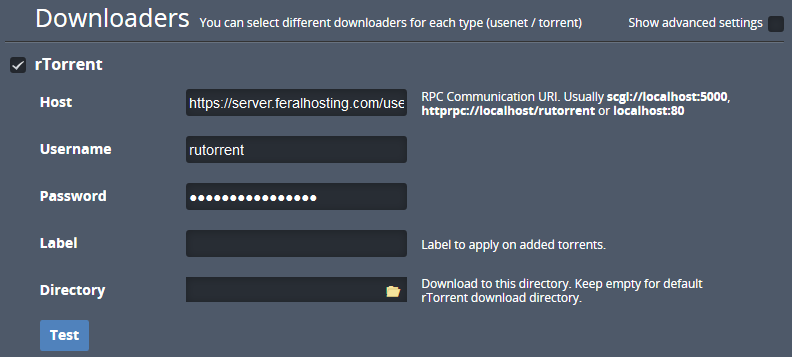 Downloaders You can select different downloaders for each type (usenet / torrent) Show advanced settings
rTorrent
Host https://server.feralhosting.com/use RPC Communication URI. Usually scgi://localhost:5000,
httprpc://localhost/rutorrent or localhost:80
Username rutorrent
Password ●●●●●●●●●●●●●●●●
Label Label to apply on added torrents.
Directory Download to this directory. Keep empty for default
rTorrent download directory.
Test